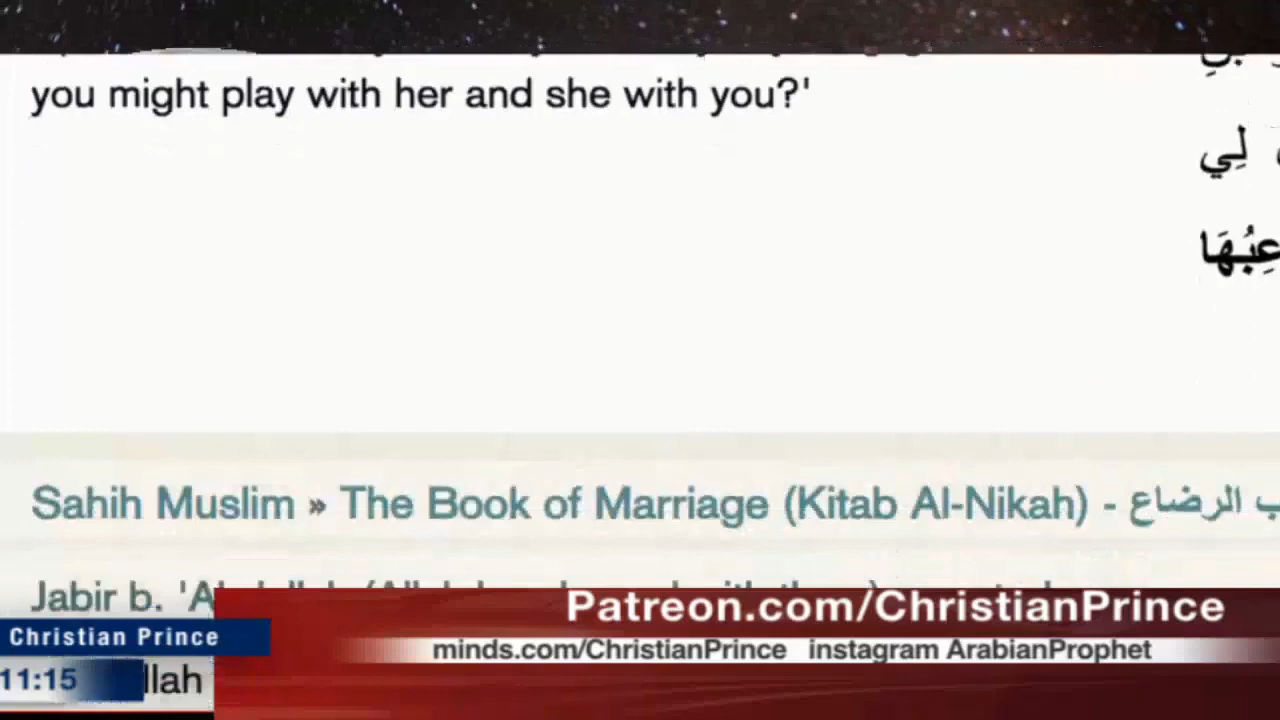 you might play with her and she with you?'
لِي
عِبُهَا
Sahih Muslim » The Book of Marriage (Kitab Al-Nikah) - ب الرضاع
Jabir b. 'A
Patreon.com/ChristianPrince
Christian Prince
minds.com/ChristianPrince instagram ArabianProphet
11:15
llah